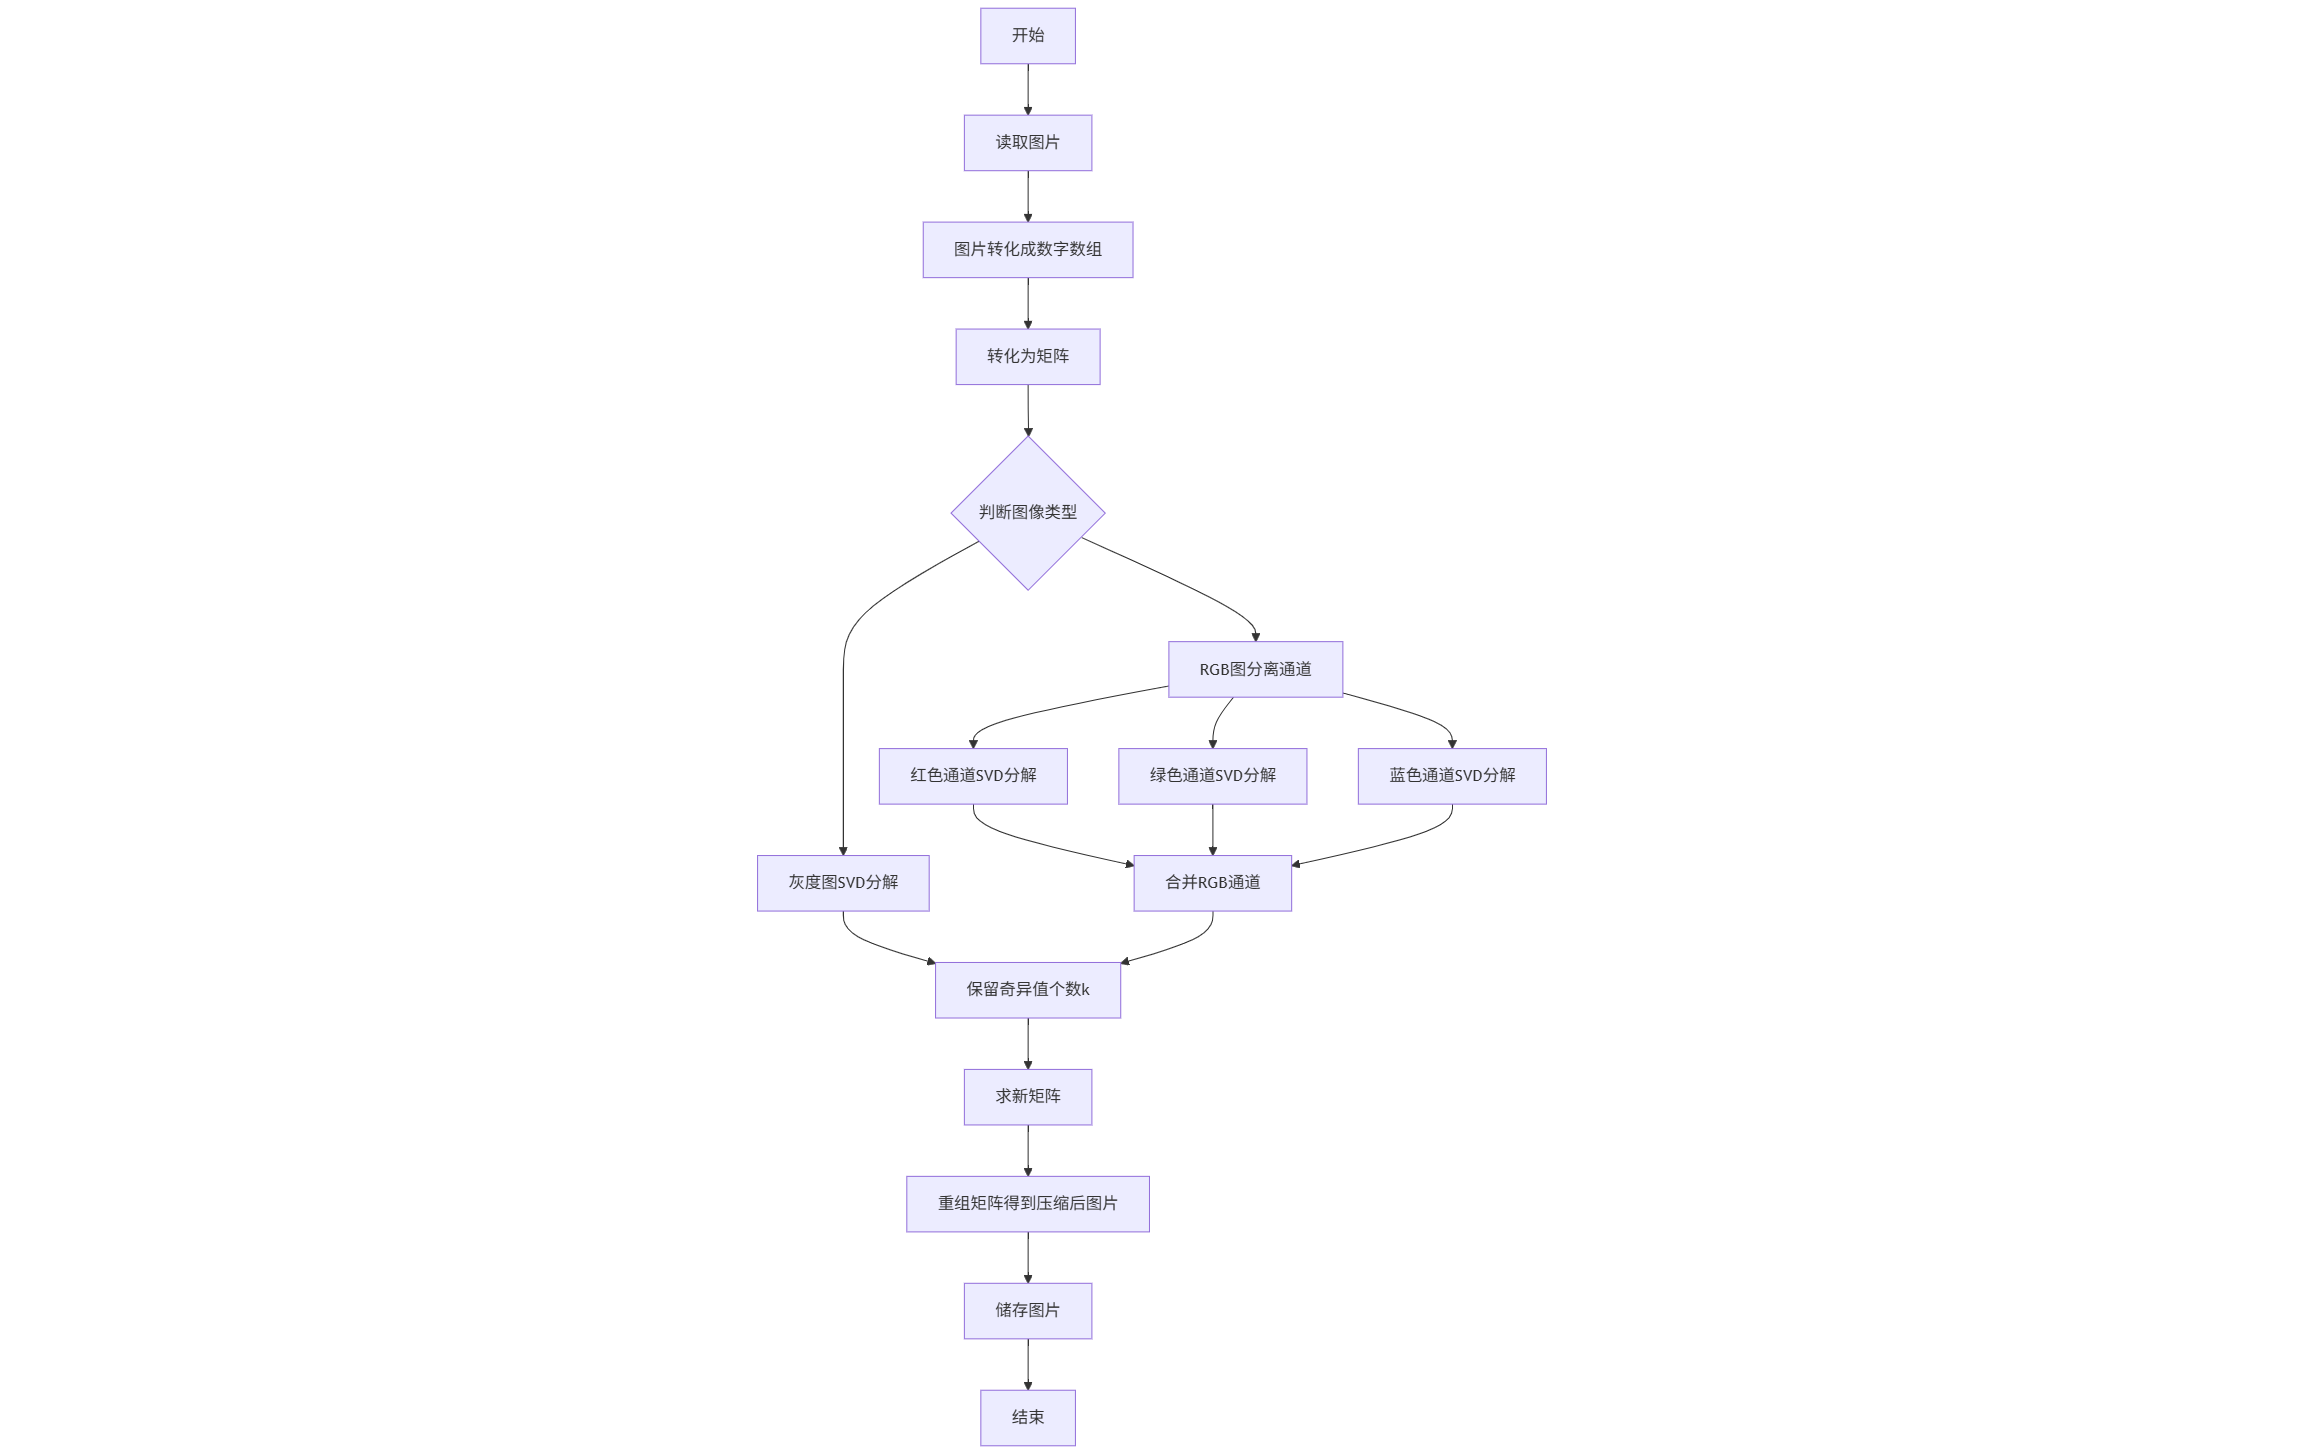 开始
读取图片
图片转化成数字数组
转化为矩阵
判断图像类型
RGB图分离通道
红色通道SVD分解
绿色通道SVD分解
蓝色通道SVD分解
灰度图SVD分解
合并RGB通道
保留奇异值个数k
求新矩阵
重组矩阵得到压缩后图片
储存图片
结束